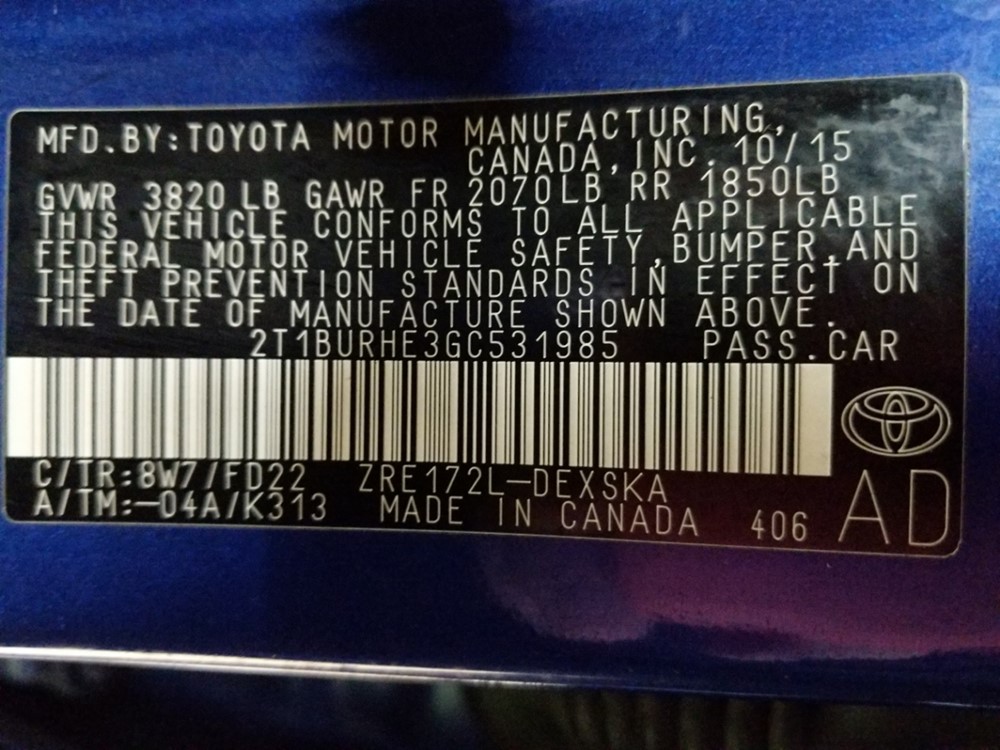 MFD.BY:TOYOTA MOTOR MANUFACTURING,
CANADA,INC. 10/15
GVWR 3820LB GAWR FR 2070LB RR 1850LB
THIS VEHICLE CONFORMS TO ALL APPLICABLE
FEDERAL MOTOR VEHICLE SAFETY,BUMPER,AND
THEFT PREVENTION STANDARDS IN EFFECT ON
THE DATE OF MANUFACTURE SHOWN ABOVE.
2T1BURHE3GC531985 PASS.CAR
C/TR:8W7/FD22 ZRE172L-DEXSKA
A/TM:-04A/K313 MADE IN CANADA 406 AD